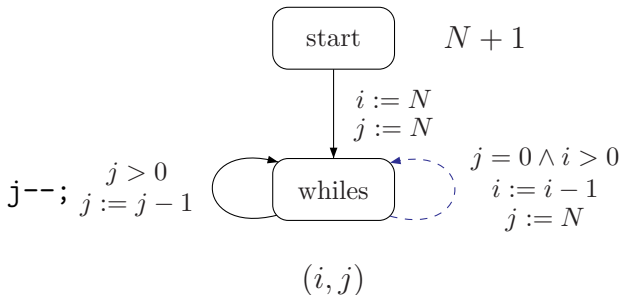 start
N + 1
i := N
j := N
j--;
j > 0
j := j − 1
whiles
j = 0 ∧ i > 0
i := i − 1
j := N
(i, j)